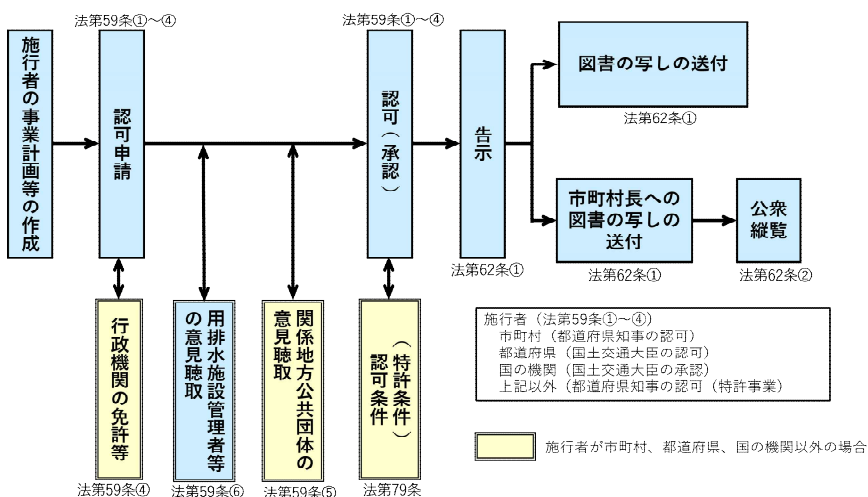 法第59条①～④
法第59条①～④
施行者の事業計画等の作成
認可申請
認可（承認）
告示
図書の写しの送付
法第62条①
市町村長への
図書の写しの
送付
公衆
縦覧
法第62条①
法第62条①
法第62条②
行政機関の免許等
用排水施設管理者等
の意見聴取
関係地方公共団体の
意見聴取
（特許条件）
認可条件
法第59条④
法第59条⑥
法第59条⑤
法第79条
施行者（法第59条①～④）
市町村（都道府県知事の認可）
都道府県（国土交通大臣の認可）
国の機関（国土交通大臣の承認）
上記以外（都道府県知事の認可（特許事業）
施行者が市町村、都道府県、国の機関以外の場合